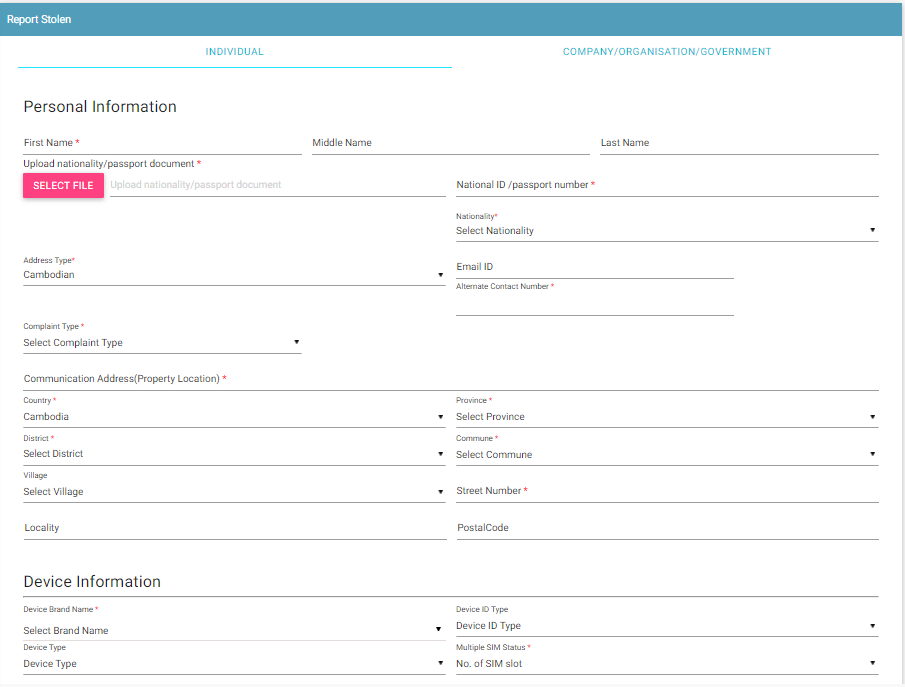 Report Stolen
INDIVIDUAL
COMPANY/ORGANISATION/GOVERNMENT
Personal Information
First Name *
Middle Name
Last Name
Upload nationality/passport document *
SELECT FILE
Upload nationality/passport document
National ID /passport number *
Nationality*
Select Nationality
Address Type*
Cambodian
Email ID
Alternate Contact Number *
Complaint Type *
Select Complaint Type
Communication Address(Property Location) *
Country *
Cambodia
Province *
Select Province
District *
Select District
Commune *
Select Commune
Village
Select Village
Street Number *
Locality
PostalCode
Device Information
Device Brand Name *
Select Brand Name
Device ID Type
Device ID Type
Device Type
Device Type
Multiple SIM Status *
No. of SIM slot